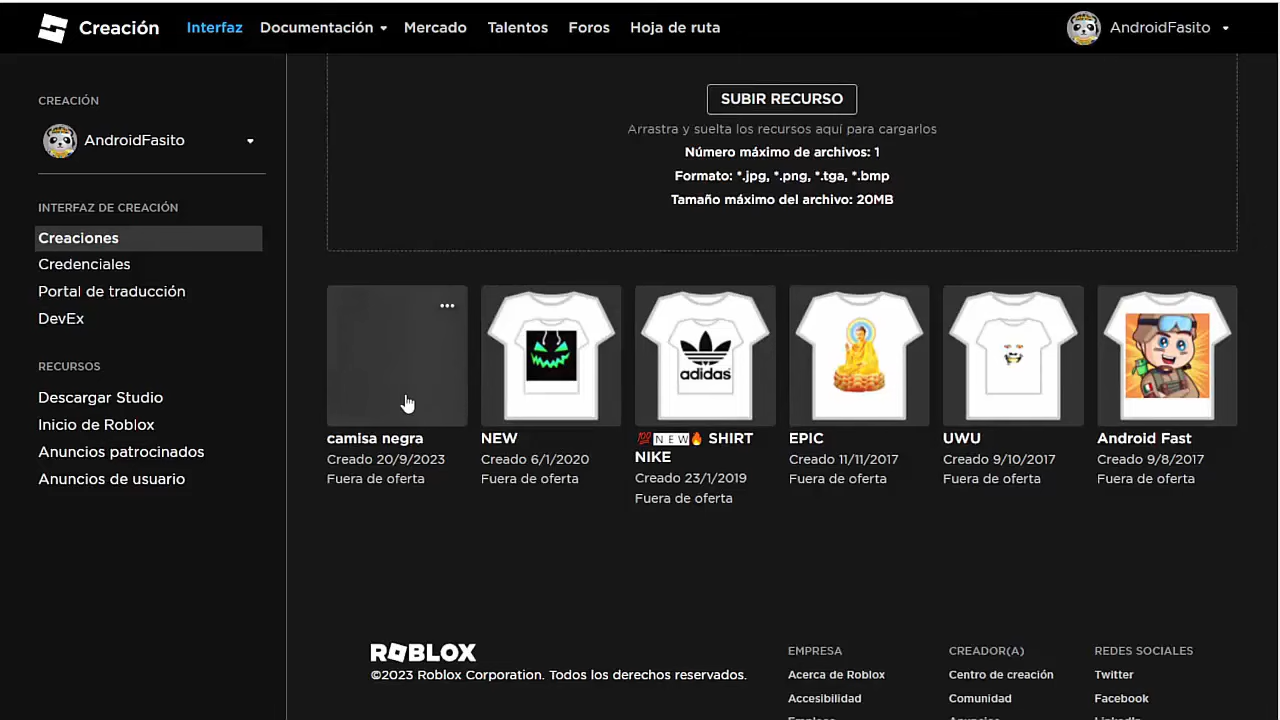 Creación
Interfaz
Documentación
Mercado
Talentos
Foros
Hoja de ruta
AndroidFasito
CREACIÓN
AndroidFasito
INTERFAZ DE CREACIÓN
Creaciones
Credenciales
Portal de traducción
DevEx
RECURSOS
Descargar Studio
Inicio de Roblox
Anuncios patrocinados
Anuncios de usuario
SUBIR RECURSO
Arrastra y suelta los recursos aquí para cargarlos
Número máximo de archivos: 1
Formato: *.jpg, *.png, *.tga, *.bmp
Tamaño máximo del archivo: 20MB
camisa negra
Creado 20/9/2023
Fuera de oferta
NEW
Creado 6/1/2020
Fuera de oferta
adidas
💯🄽🄴🅆🔥 SHIRT
NIKE
Creado 23/1/2019
Fuera de oferta
EPIC
Creado 11/11/2017
Fuera de oferta
UWU
Creado 9/10/2017
Fuera de oferta
Android Fast
Creado 9/8/2017
Fuera de oferta
ROBLOX
©2023 Roblox Corporation. Todos los derechos reservados.
EMPRESA
Acerca de Roblox
Accesibilidad
CREADOR(A)
Centro de creación
Comunidad
REDES SOCIALES
Twitter
Facebook